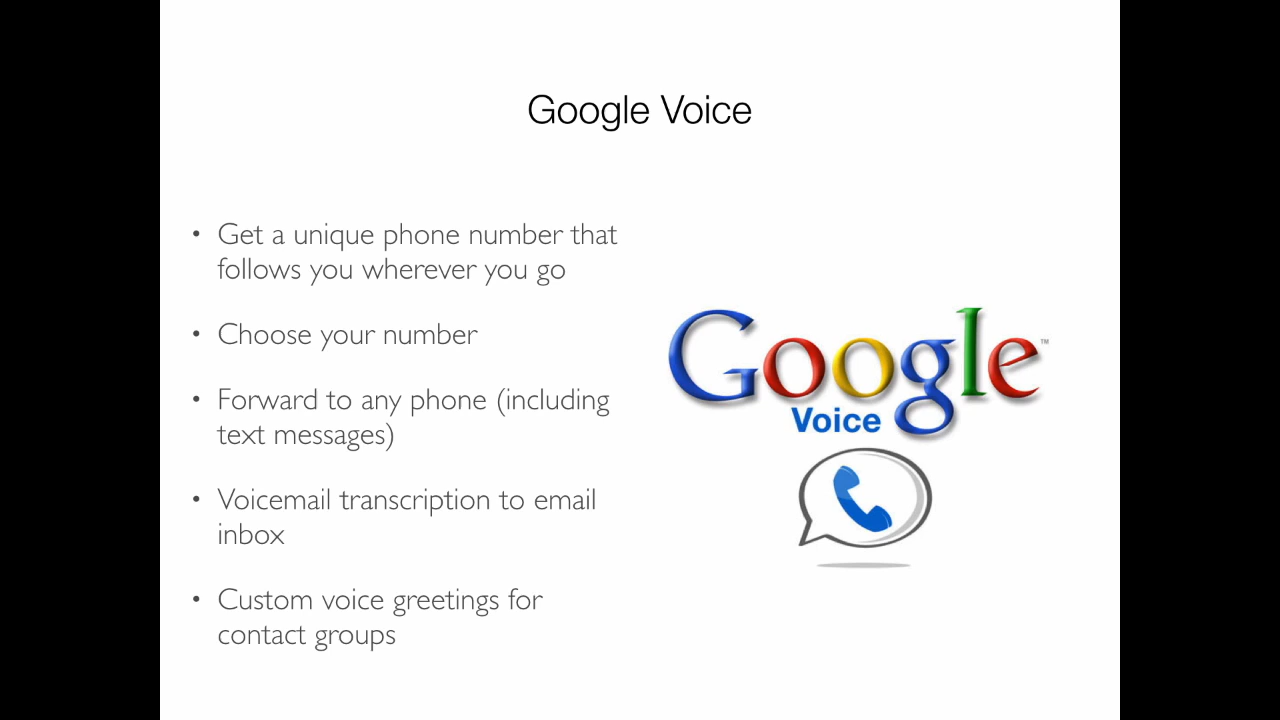 Google Voice
• Get a unique phone number that
follows you wherever you go
• Choose your number
• Forward to any phone (including
text messages)
• Voicemail transcription to email
inbox
• Custom voice greetings for
contact groups
Google™
Voice